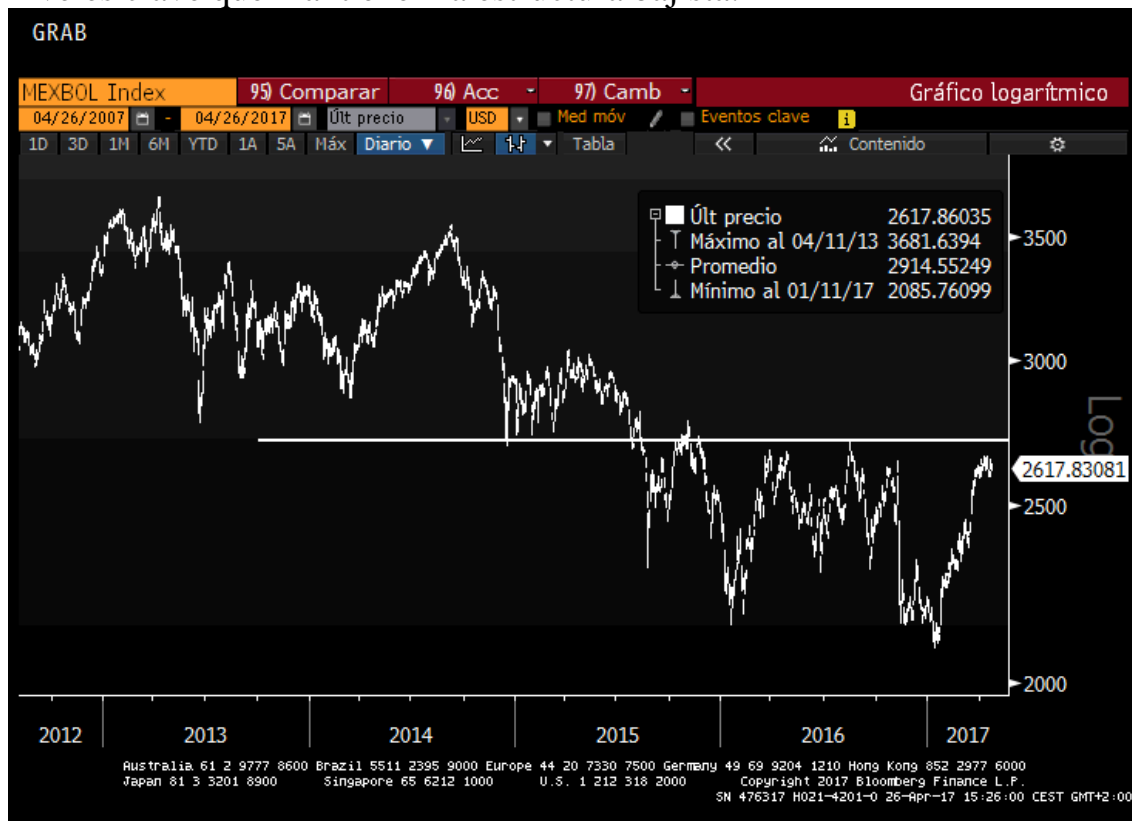 GRAB
MEXBOL Index 95) Comparar 96) Acc 97) Camb Gráfico logarítmico
04/26/2007 - 04/26/2017 Últ precio USD Med móv Eventos clave i
1D 3D 1M 6M YTD 1A 5A Máx Diario ▼ Tabla « Contenido
Últ precio 2617.86035
Máximo al 04/11/13 3681.6394
Promedio 2914.55249
Mínimo al 01/11/17 2085.76099
3500
3000
Log
2617.83081
2500
2000
2012 2013 2014 2015 2016 2017
Australia 61 2 9777 8600 Brazil 5511 2395 9000 Europe 44 20 7330 7500 Germany 49 69 9204 1210 Hong Kong 852 2977 6000
Japan 81 3 3201 8900 Singapore 65 6212 1000 U.S. 1 212 318 2000 Copyright 2017 Bloomberg Finance L.P.
SN 476317 H021-4201-0 26-Apr-17 15:26:00 CEST GMT+2:00